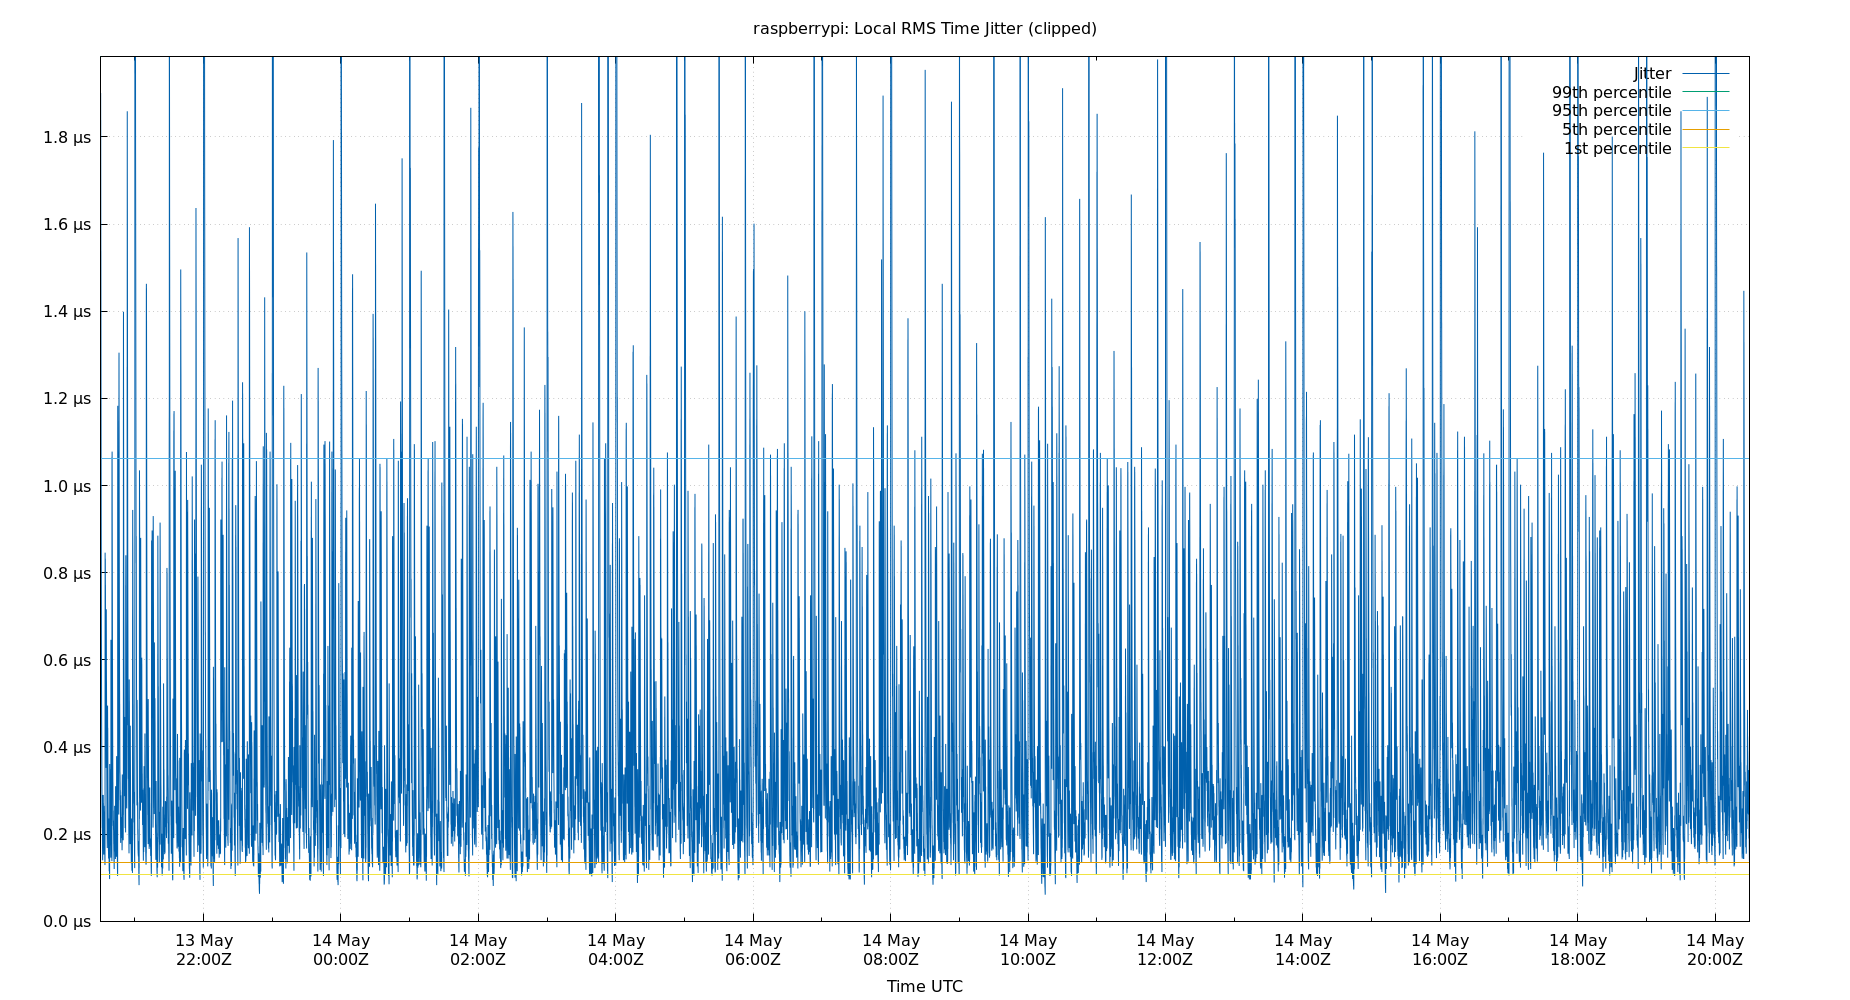 raspberrypi: Local RMS Time Jitter (clipped)
Jitter
99th percentile
95th percentile
5th percentile
1st percentile
1.8 μs
1.6 μs
1.4 μs
1.2 μs
1.0 μs
0.8 μs
0.6 μs
0.4 μs
0.2 μs
0.0 μs
13 May 14 May 14 May 14 May 14 May 14 May 14 May 14 May 14 May 14 May 14 May 14 May
22:00Z 00:00Z 02:00Z 04:00Z 06:00Z 08:00Z 10:00Z 12:00Z 14:00Z 16:00Z 18:00Z 20:00Z
Time UTC